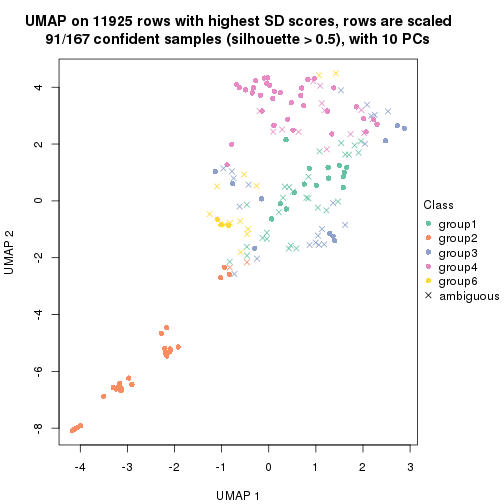 UMAP on 11925 rows with highest SD scores, rows are scaled
91/167 confident samples (silhouette > 0.5), with 10 PCs
UMAP 2
4
2
0
-2
-4
-6
-8
-4
-3
-2
-1
0
1
2
3
UMAP 1
Class
group1
group2
group3
group4
group6
ambiguous